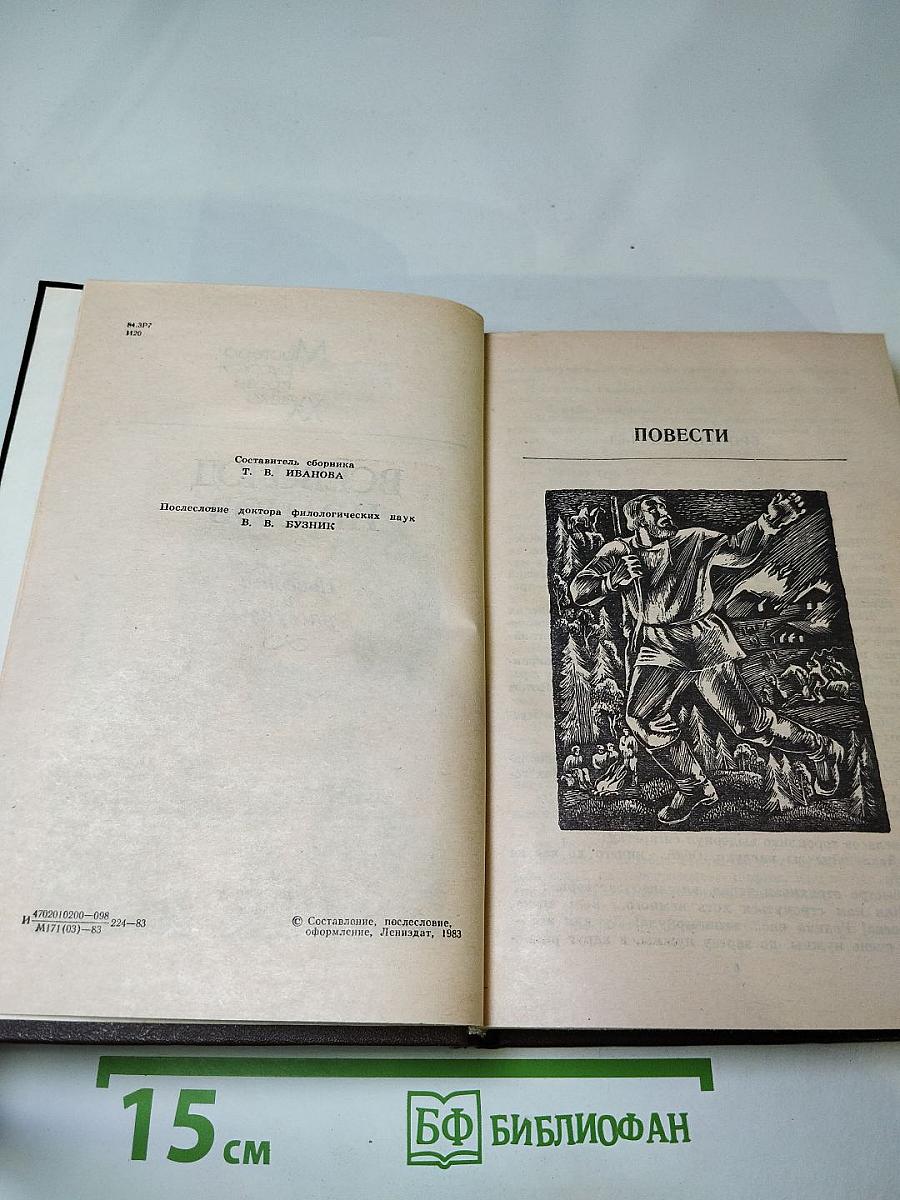 84.3Р7
И20
Составитель сборника
Т. В. ИВАНОВА
Послесловие доктора филологических наук
В. В. БУЗНИК
И 4702010200—098
М171(03)—83
224—83
© Составление, послесловие,
оформление, Лениздат, 1983
ПОВЕСТИ
15 см
БФ БИБЛИОФАН